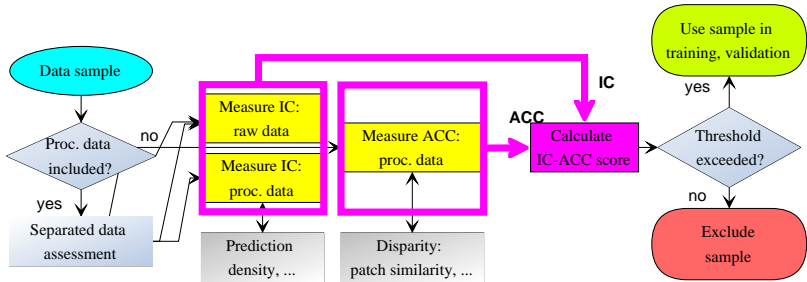 Data sample
Proc. data
included?
no
yes
Separated data
assessment
Measure IC:
raw data
Measure IC:
proc. data
Prediction
density, ...
Measure ACC:
proc. data
Disparity:
patch similarity, ...
IC
ACC
Calculate
IC-ACC score
Threshold
exceeded?
yes
Use sample in
training, validation
no
Exclude
sample